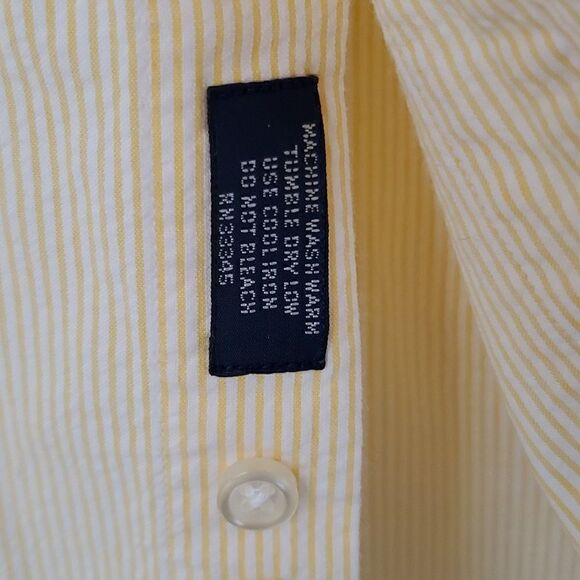 MACHINE WASH WARM
TUMBLE DRY LOW
USE COOL IRON
DO NOT BLEACH
RN33345